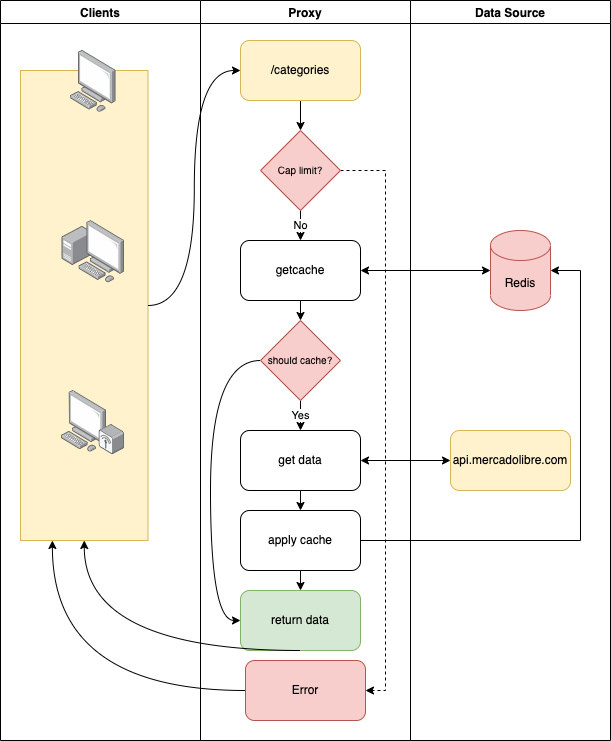 Clients
Proxy
Data Source
/categories
Cap limit?
No
getcache
Redis
should cache?
Yes
get data
api.mercadolibre.com
apply cache
return data
Error